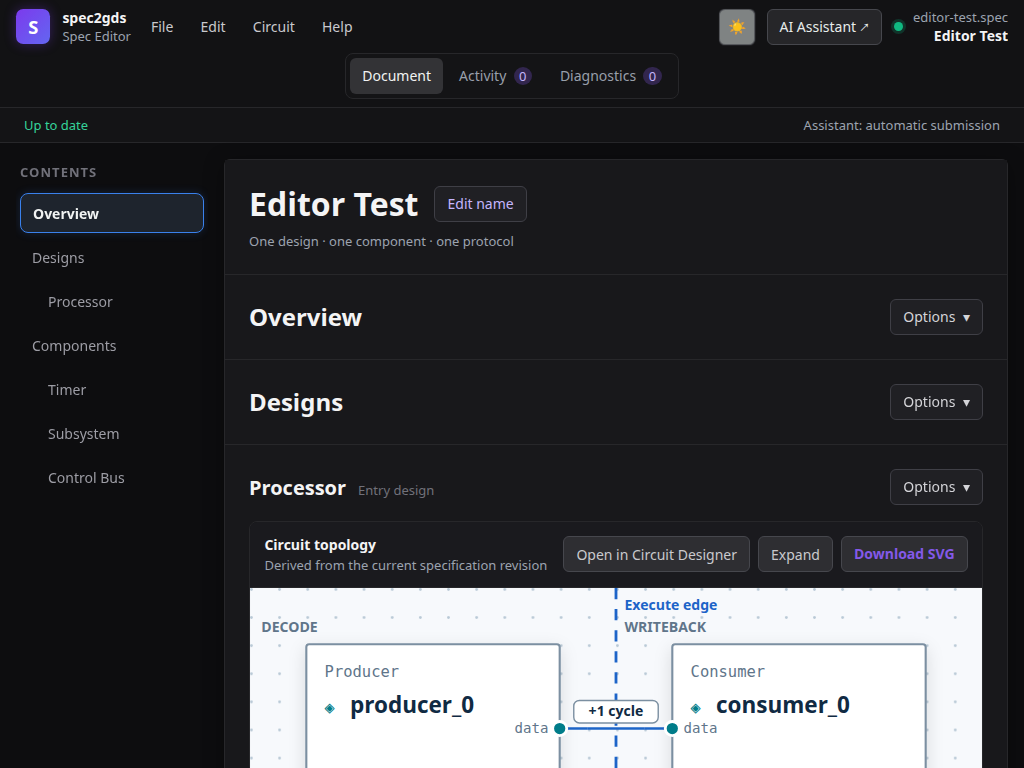 S
spec2gds
Spec Editor
File Edit Circuit Help
AI Assistant ↗
editor-test.spec
Editor Test
Document
Activity 0
Diagnostics 0
Up to date
Assistant: automatic submission
CONTENTS
Overview
Designs
Processor
Components
Timer
Subsystem
Control Bus
Editor Test
Edit name
One design · one component · one protocol
Overview
Options ▾
Designs
Options ▾
Processor Entry design
Options ▾
Circuit topology
Derived from the current specification revision
Open in Circuit Designer
Expand
Download SVG
Execute edge
DECODE
WRITEBACK
Producer
◈ producer_0
data
+1 cycle
Consumer
◈ consumer_0
data